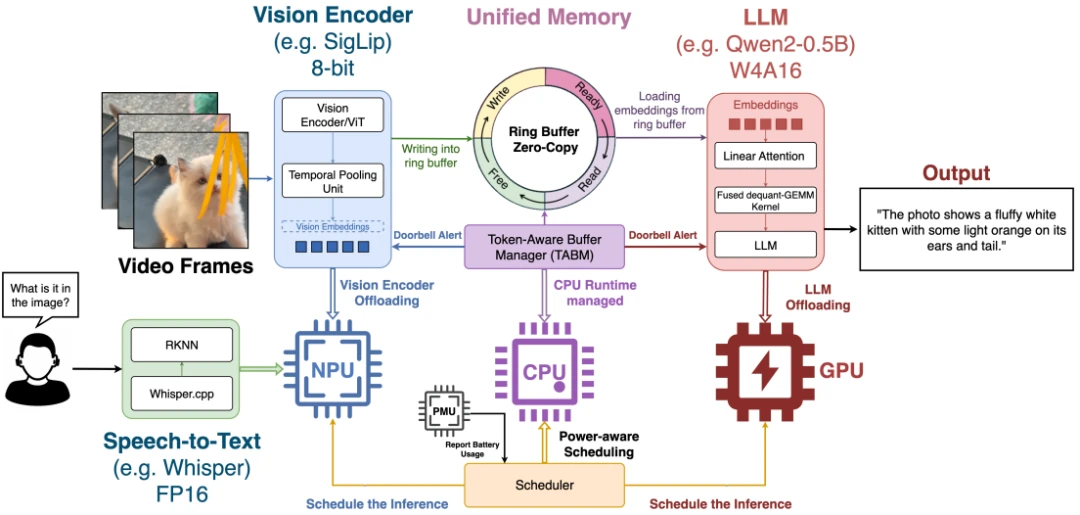 Vision Encoder
(e.g. SigLip)
8-bit
Unified Memory
LLM
(e.g. Qwen2-0.5B)
W4A16
Vision
Encoder/ViT
Temporal Pooling
Unit
Vision Embeddings
Writing into
ring buffer
Write
Ready
Read
Free
Ring Buffer
Zero-Copy
Loading
embeddings from
ring buffer
Embeddings
Linear Attention
Fused dequant-GEMM
Kernel
LLM
Output
"The photo shows a fluffy white
kitten with some light orange on its
ears and tail."
Video Frames
Doorbell Alert
Token-Aware Buffer
Manager (TABM)
Doorbell Alert
What is it in
the image?
Vision Encoder
Offloading
CPU Runtime
managed
LLM
Offloading
RKNN
Whisper.cpp
NPU
CPU
GPU
PMU
Report Battery
Usage
Power-aware
Scheduling
Speech-to-Text
(e.g. Whisper)
FP16
Scheduler
Schedule the Inference
Schedule the Inference